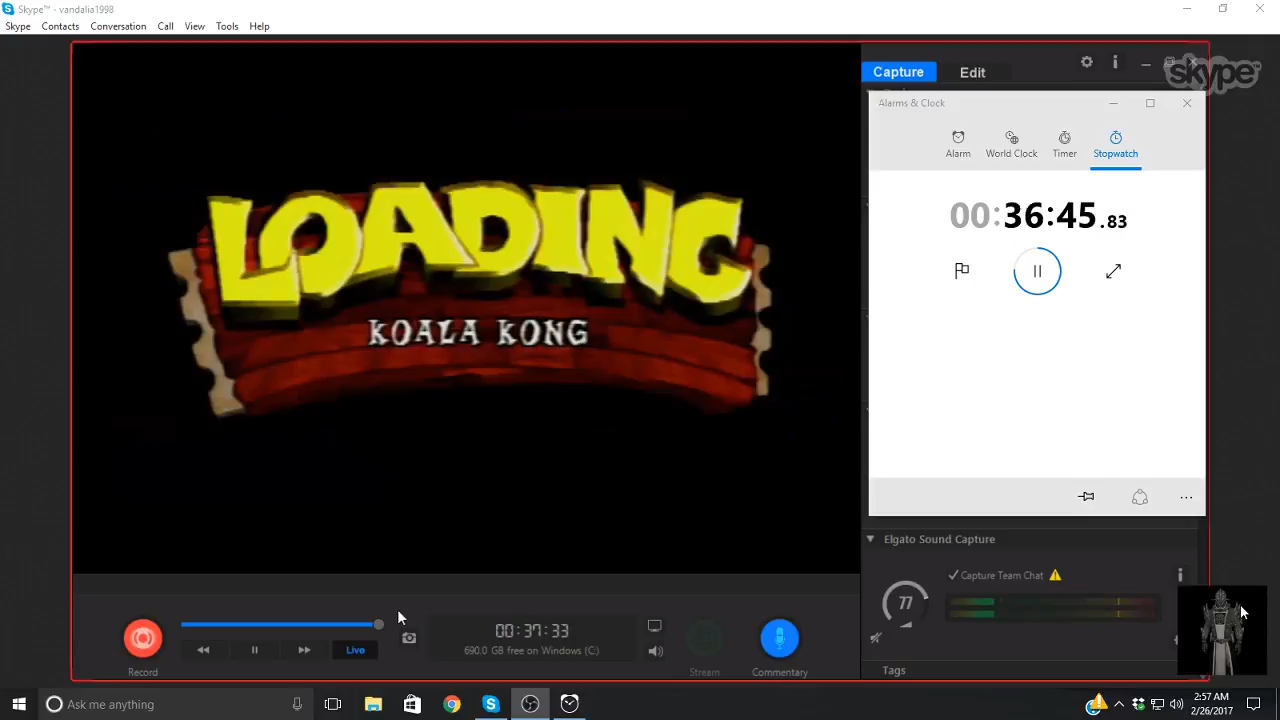 Skype™ - vandalia1998
Skype Contacts Conversation Call View Tools Help
Capture Edit
skype™
Alarms & Clock
Alarm World Clock Timer Stopwatch
00:36:45.83
LOADING
KOALA KONG
Elgato Sound Capture
Capture Team Chat
77
00:37:33
690.0 GB free on Windows (C:)
Live
Record Stream Commentary
Tags
Ask me anything
2:57 AM
2/26/2017